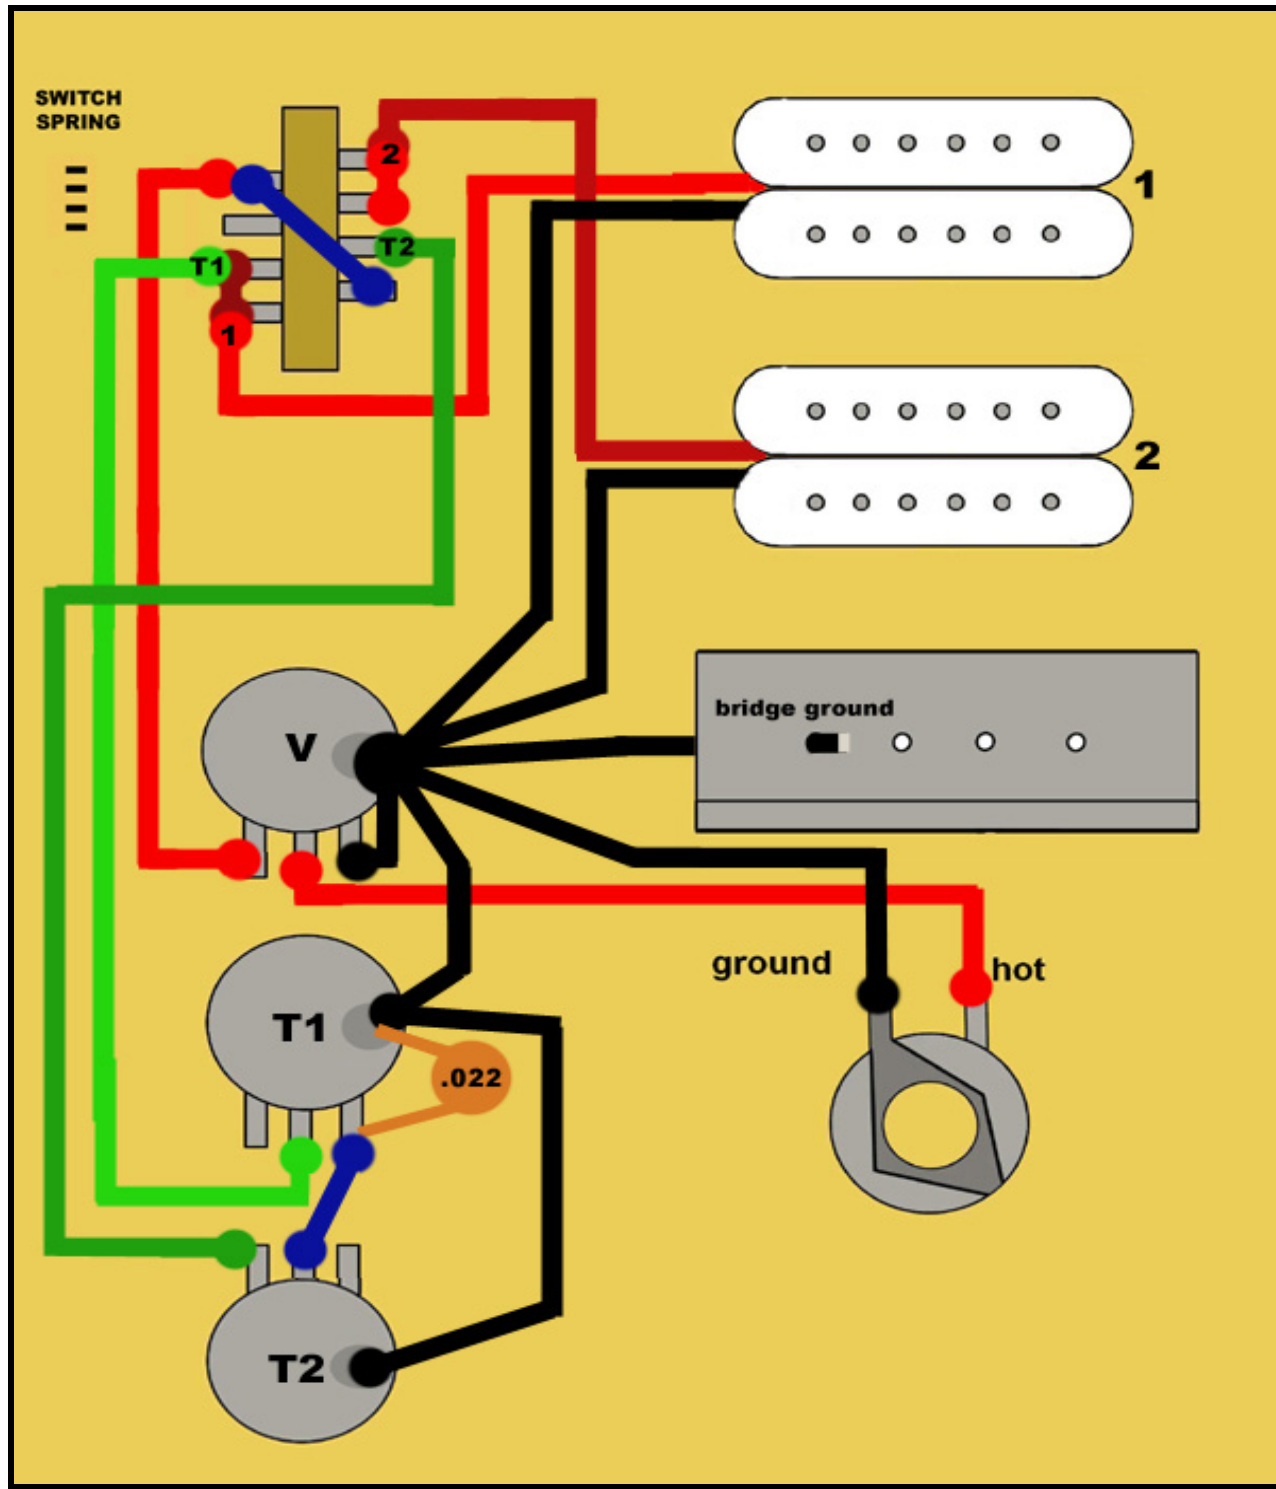 SWITCH
SPRING
2
T2
T1
1
1
2
bridge ground
V
ground
hot
T1
.022
T2